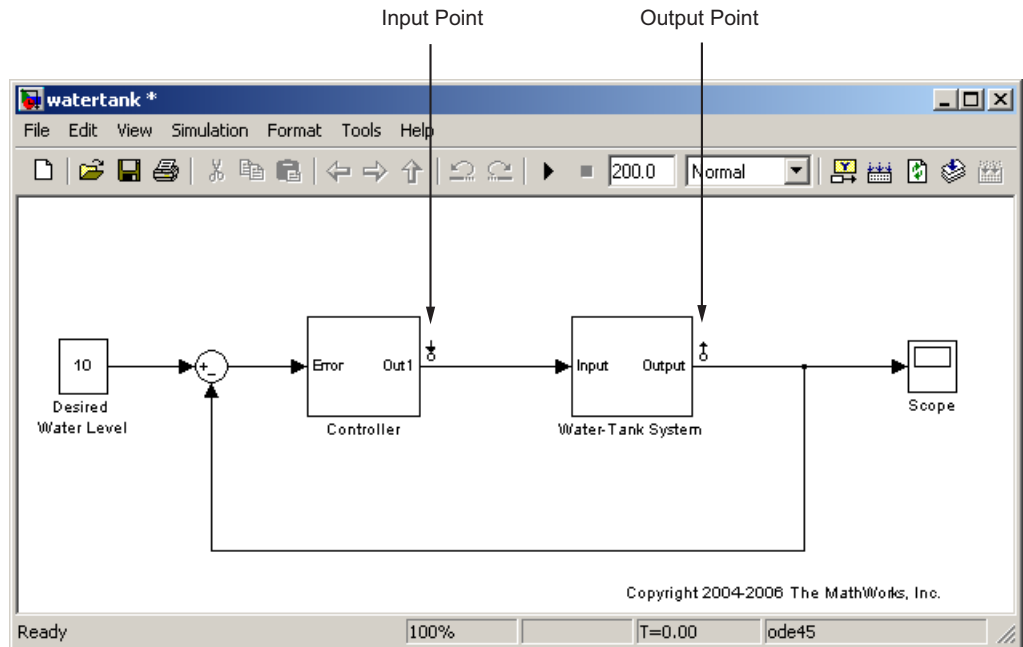 Input Point
Output Point
watertank *
File Edit View Simulation Format Tools Help
200.0 Normal
10
+-
Error Out1
Input Output
Desired
Water Level
Controller
Water-Tank System
Scope
Copyright 2004-2006 The MathWorks, Inc.
Ready 100% T=0.00 ode45